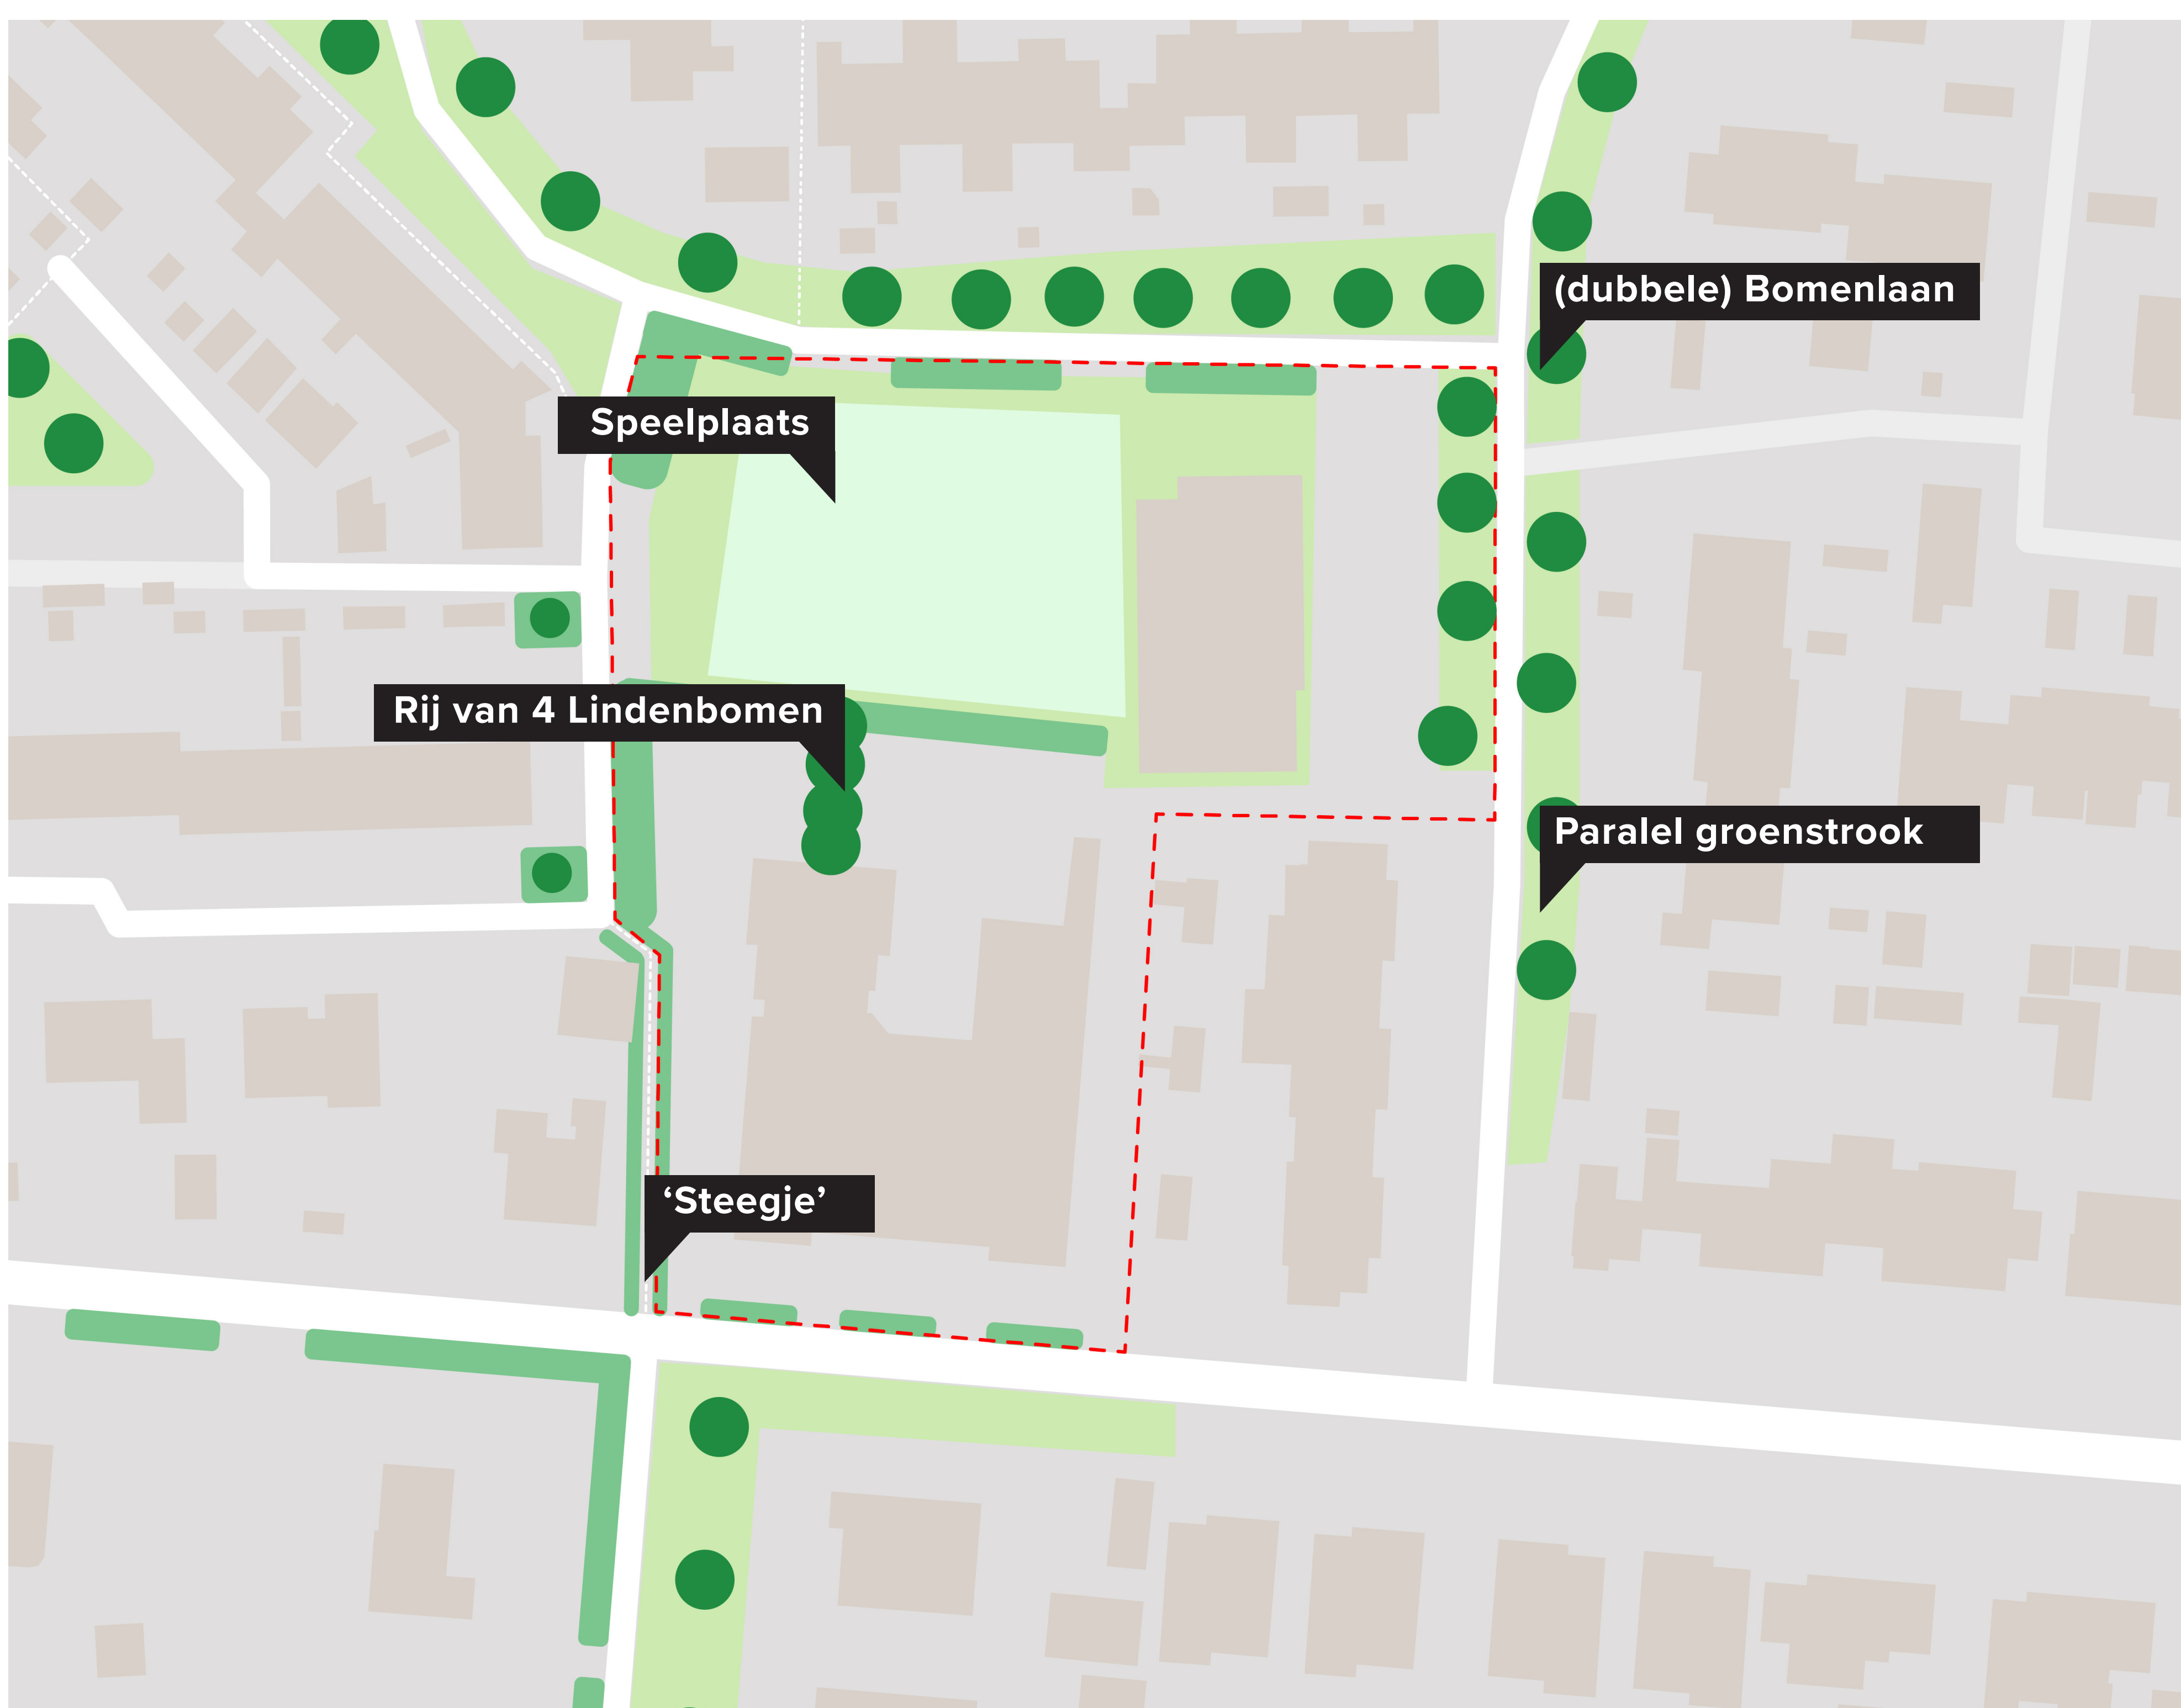 (dubbele) Bomenlaan
Speelplaats
Rij van 4 Lindenbomen
Paralel groenstrook
‘Steegje’